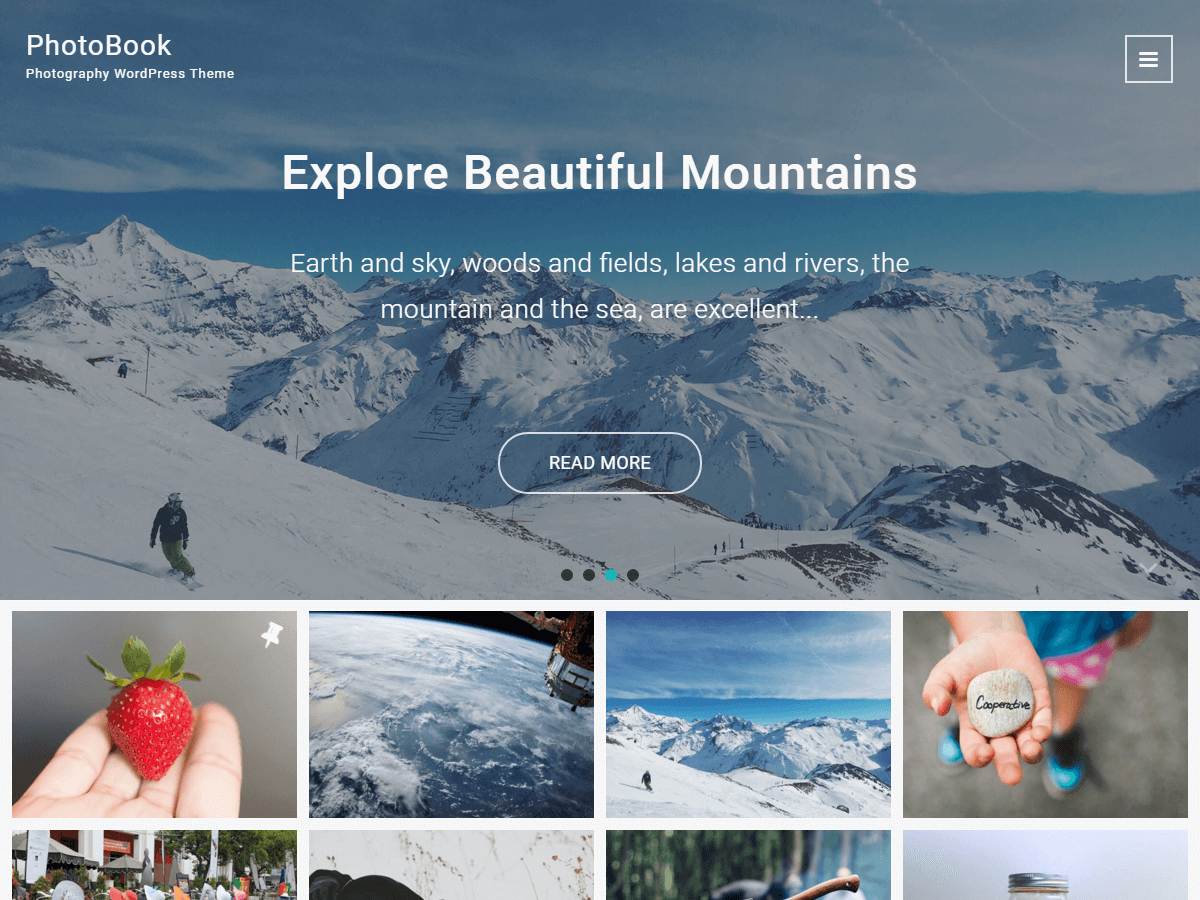 PhotoBook
Photography WordPress Theme
Explore Beautiful Mountains
Earth and sky, woods and fields, lakes and rivers, the
mountain and the sea, are excellent...
READ MORE
Cooperative